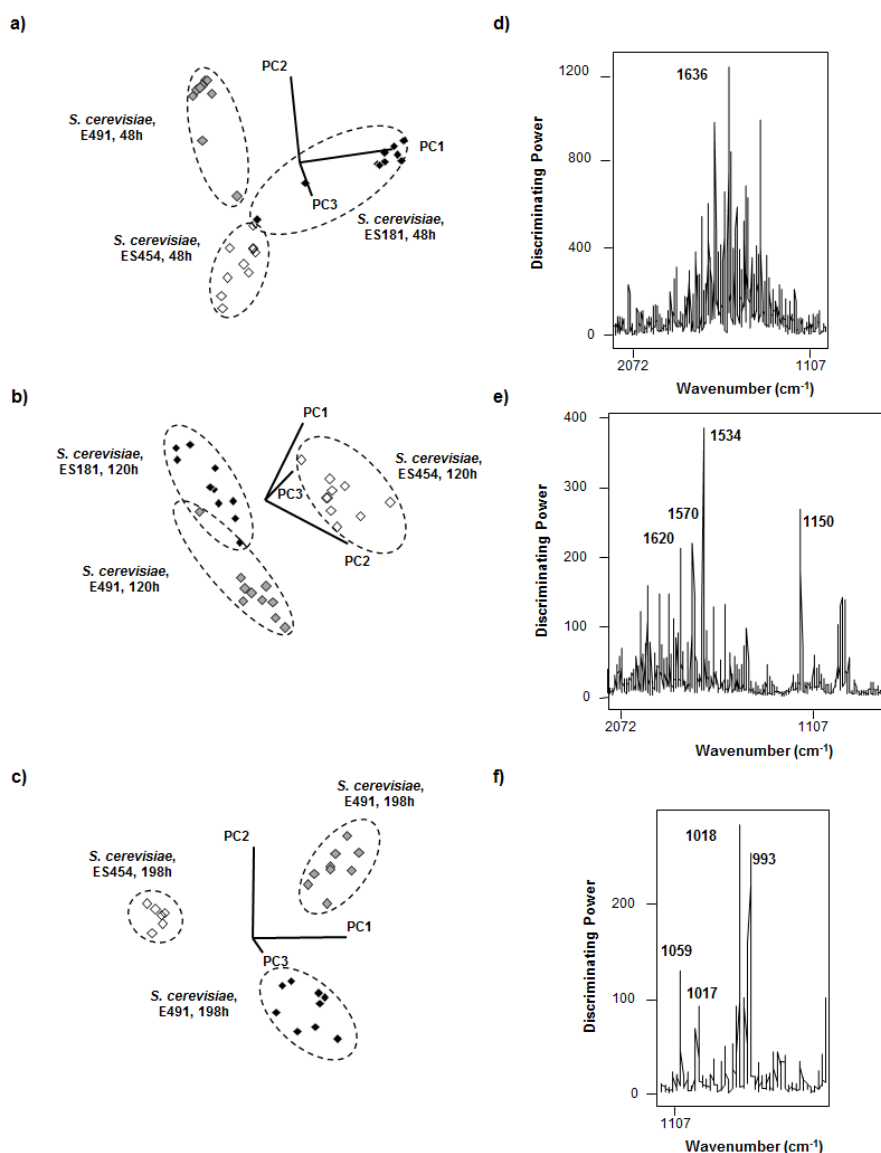 a)
PC2
S. cerevisiae,
E491, 48h
PC1
PC3
S. cerevisiae,
ES181, 48h
S. cerevisiae,
ES454, 48h
d)
1200
800
400
0
1636
Discriminating Power
2072
1107
Wavenumber (cm-1)
b)
PC1
S. cerevisiae,
ES181, 120h
S. cerevisiae,
ES454, 120h
PC3
PC2
S. cerevisiae,
E491, 120h
e)
400
300
200
100
0
1534
1570
1620
1150
Discriminating Power
2072
1107
Wavenumber (cm-1)
c)
S. cerevisiae,
E491, 198h
PC2
S. cerevisiae,
ES454, 198h
PC1
PC3
S. cerevisiae,
E491, 198h
f)
200
100
0
1018
993
1059
1017
Discriminating Power
1107
Wavenumber (cm-1)